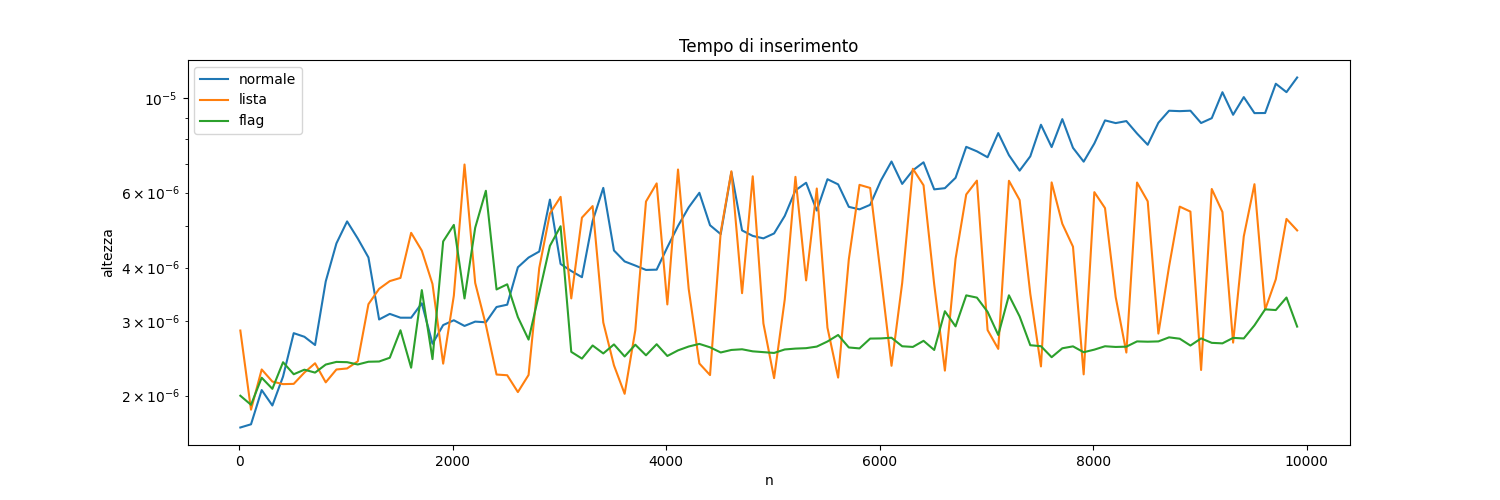 Tempo di inserimento
normale
lista
flag
altezza
10⁻⁵
6 × 10⁻⁶
4 × 10⁻⁶
3 × 10⁻⁶
2 × 10⁻⁶
0 2000 4000 6000 8000 10000
n